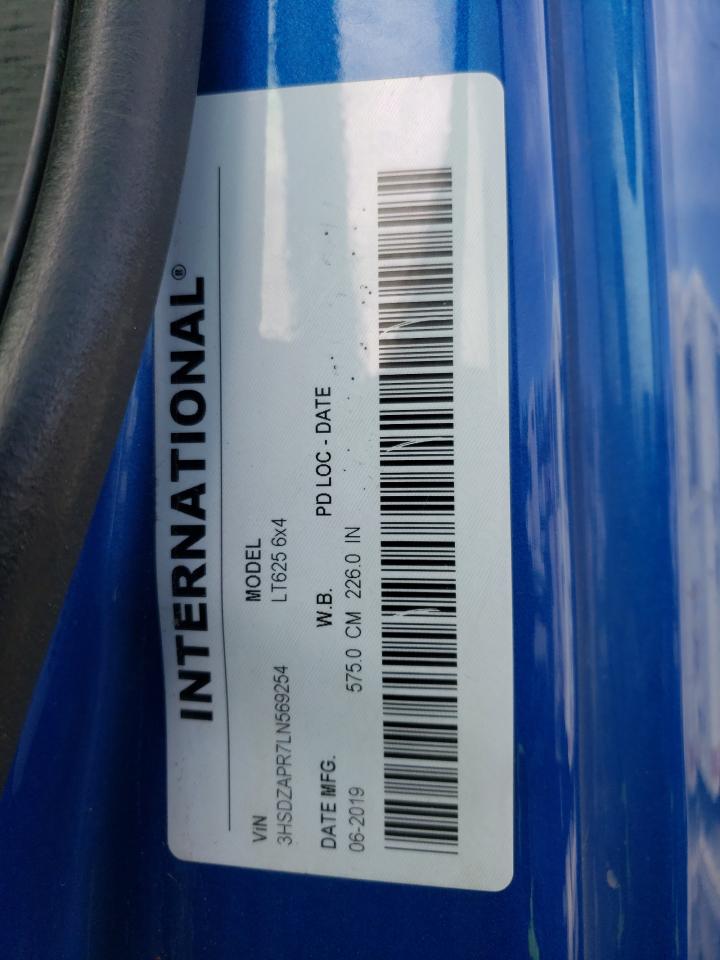 INTERNATIONAL®
VIN MODEL
3HSDZAPR7LN569254 LT625 6x4
DATE MFG. W.B. PD LOC - DATE
06-2019 575.0 CM 226.0 IN